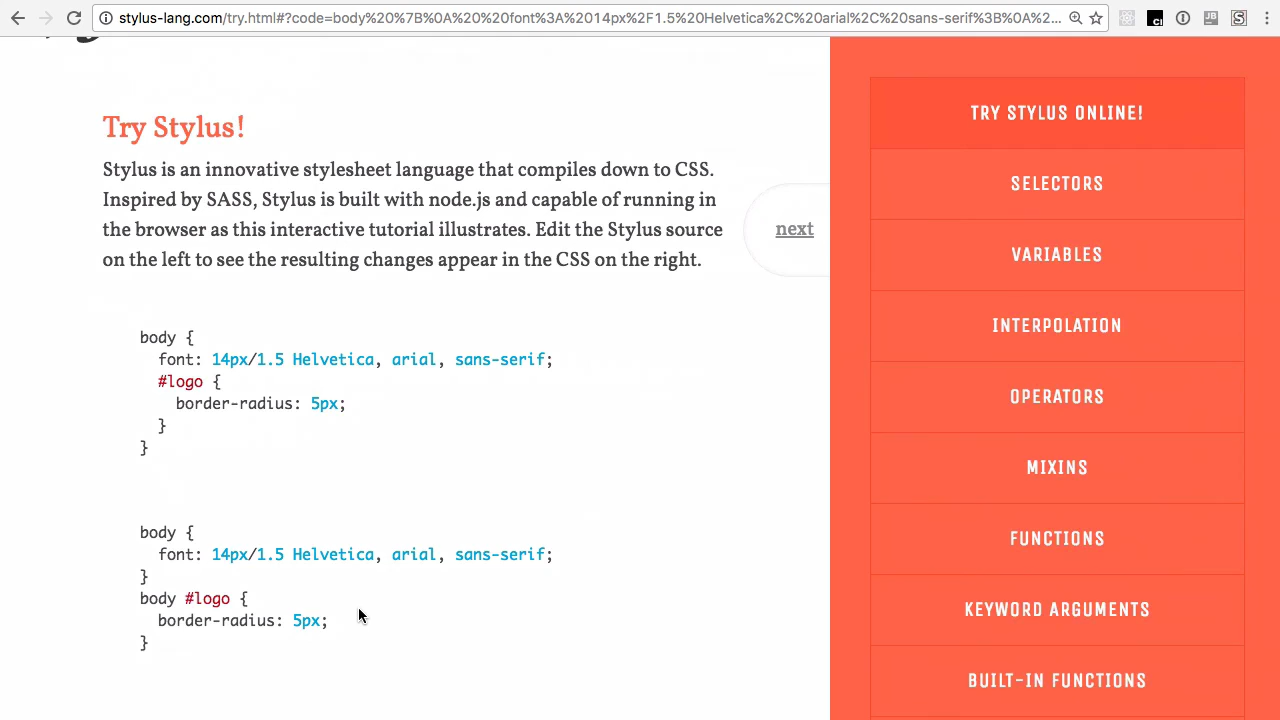 stylus-lang.com/try.html#?code=body%20%7B%0A%20%20font%3A%2014px%2F1.5%20Helvetica%2C%20arial%2C%20sans-serif%3B%0A%2...
Try Stylus!
Stylus is an innovative stylesheet language that compiles down to CSS.
Inspired by SASS, Stylus is built with node.js and capable of running in
the browser as this interactive tutorial illustrates. Edit the Stylus source
on the left to see the resulting changes appear in the CSS on the right.
next
body {
  font: 14px/1.5 Helvetica, arial, sans-serif;
  #logo {
    border-radius: 5px;
  }
}
body {
  font: 14px/1.5 Helvetica, arial, sans-serif;
}
body #logo {
  border-radius: 5px;
}
TRY STYLUS ONLINE!
SELECTORS
VARIABLES
INTERPOLATION
OPERATORS
MIXINS
FUNCTIONS
KEYWORD ARGUMENTS
BUILT-IN FUNCTIONS